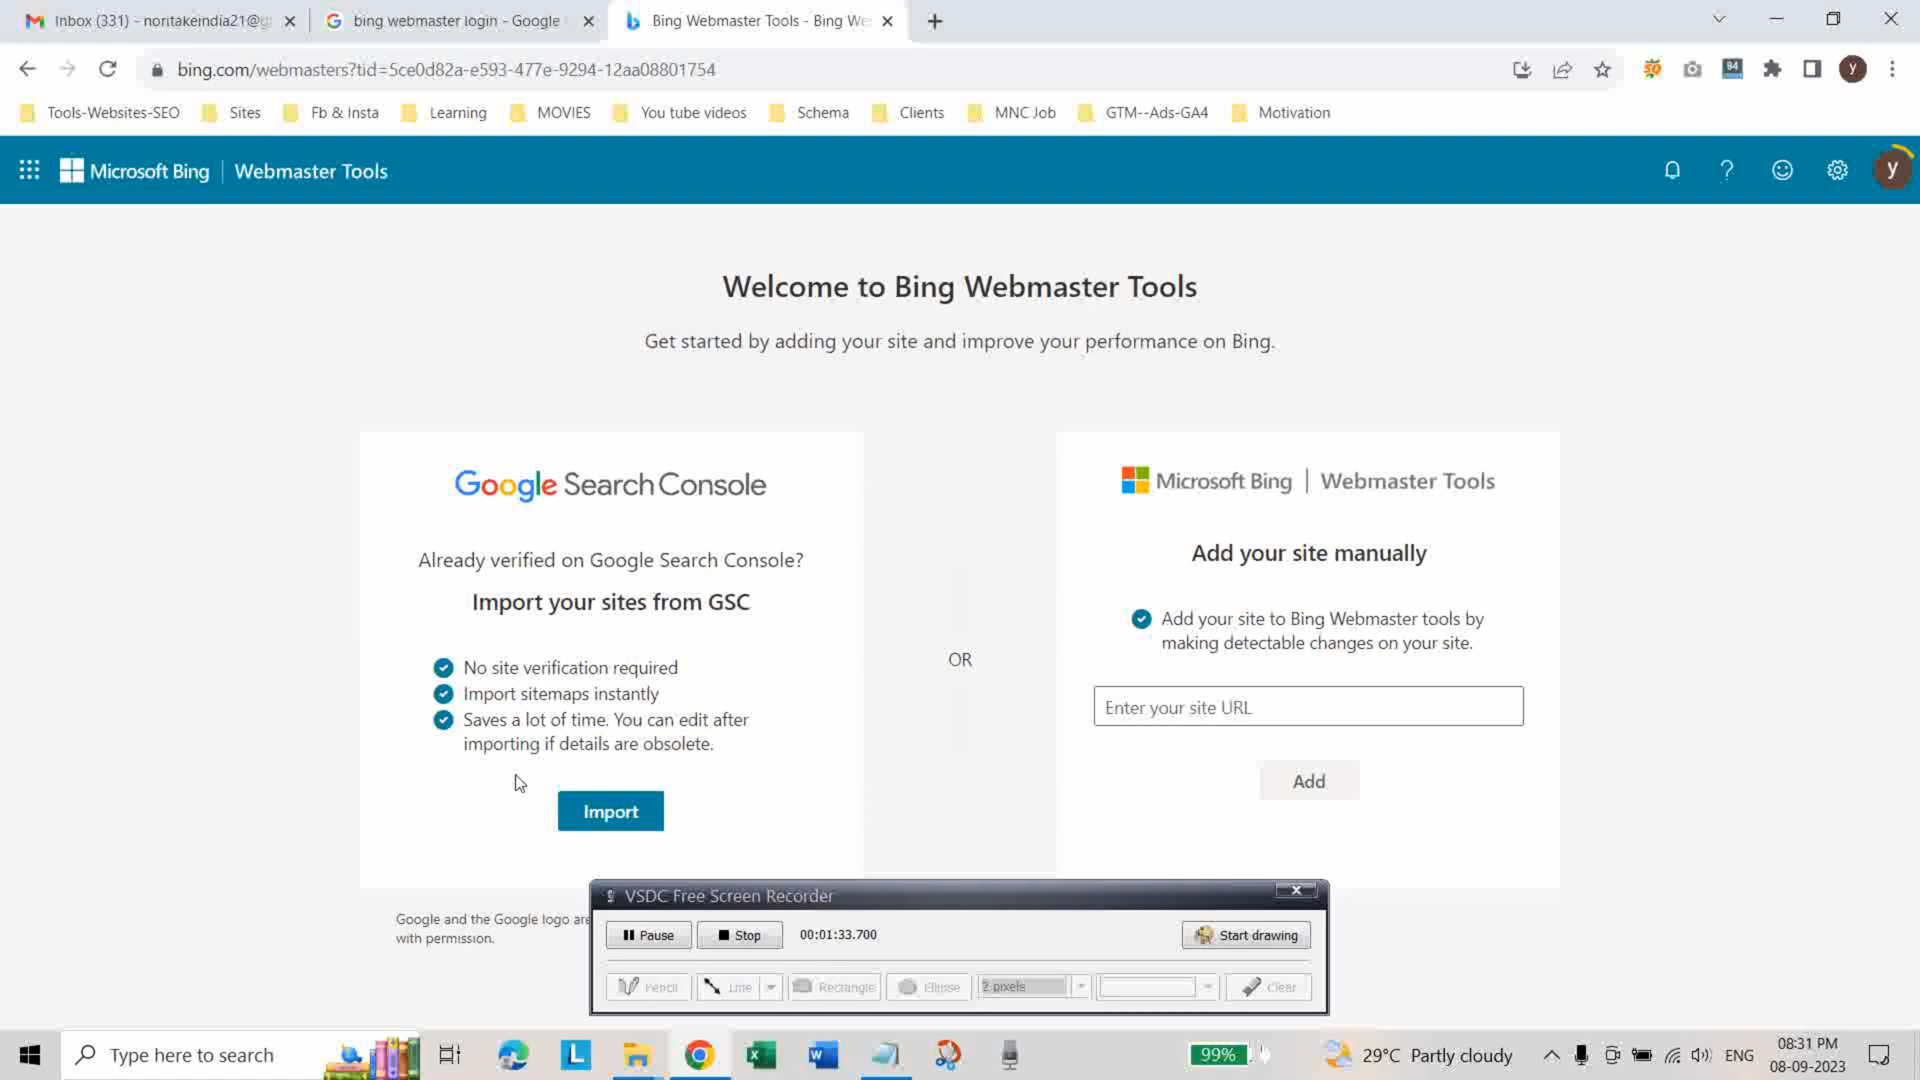 Inbox (331) - noritakeindia21@g
bing webmaster login - Google
Bing Webmaster Tools - Bing We
bing.com/webmasters?tid=5ce0d82a-e593-477e-9294-12aa08801754
84
y
Tools-Websites-SEO
Sites
Fb & Insta
Learning
MOVIES
You tube videos
Schema
Clients
MNC Job
GTM--Ads-GA4
Motivation
Microsoft Bing
Webmaster Tools
y
Welcome to Bing Webmaster Tools
Get started by adding your site and improve your performance on Bing.
Google Search Console
Already verified on Google Search Console?
Import your sites from GSC
No site verification required
Import sitemaps instantly
Saves a lot of time. You can edit after
importing if details are obsolete.
Import
OR
Microsoft Bing | Webmaster Tools
Add your site manually
Add your site to Bing Webmaster tools by
making detectable changes on your site.
Enter your site URL
Add
Google and the Google logo are
with permission.
VSDC Free Screen Recorder
Pause
Stop
00:01:33.700
Start drawing
Pencil
Line
Rectangle
Ellipse
2 pixels
Clear
Type here to search
99%
29°C Partly cloudy
ENG
08:31 PM
08-09-2023